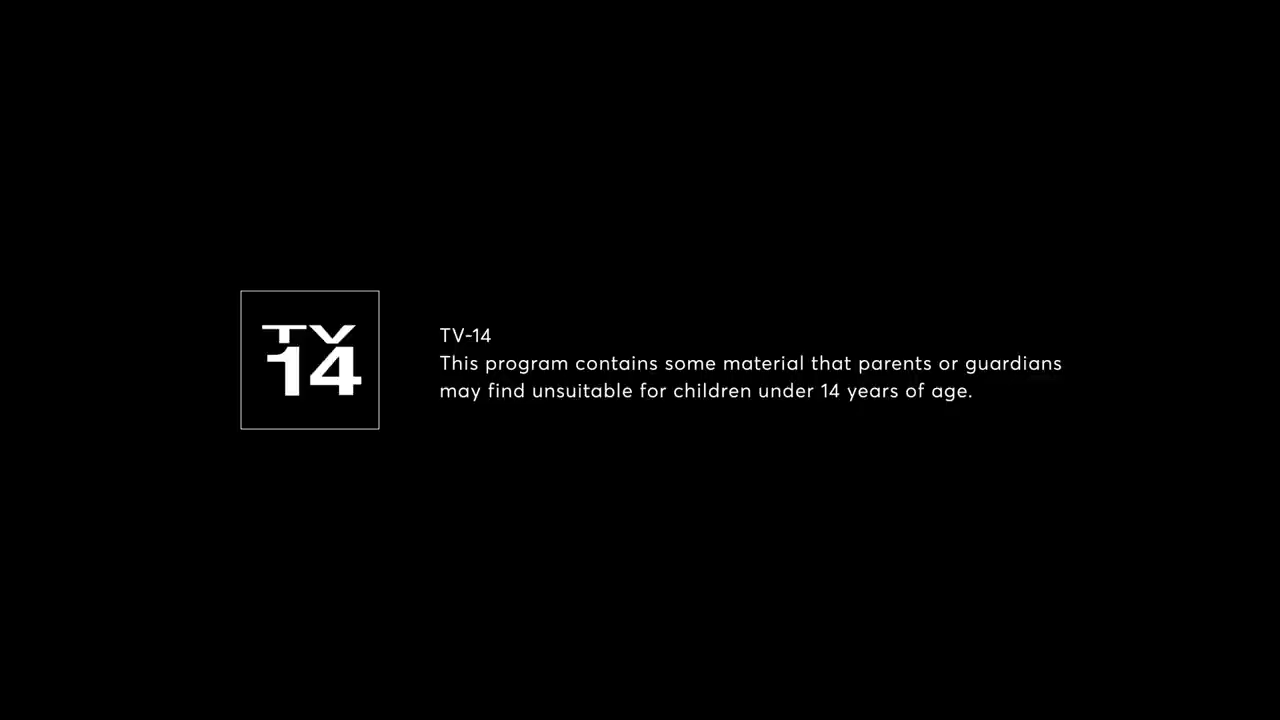 TV
14
TV-14
This program contains some material that parents or guardians
may find unsuitable for children under 14 years of age.